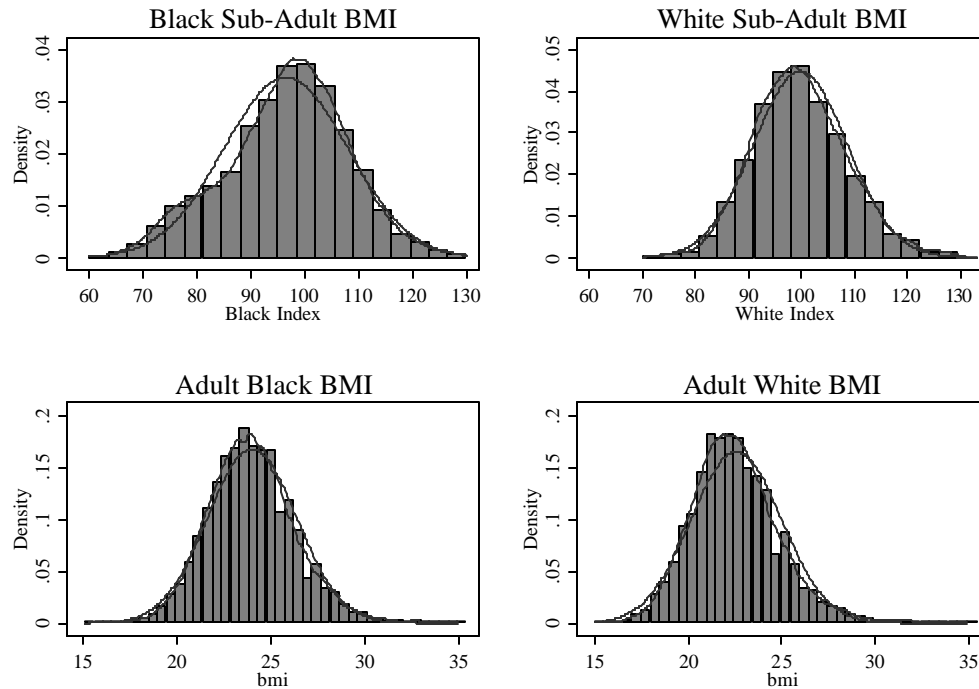 Black Sub-Adult BMI
Density
0 .01 .02 .03 .04
60 70 80 90 100 110 120 130
Black Index
White Sub-Adult BMI
Density
0 .01 .02 .03 .04 .05
60 70 80 90 100 110 120 130
White Index
Adult Black BMI
Density
0 .05 .1 .15 .2
15 20 25 30 35
bmi
Adult White BMI
Density
0 .05 .1 .15 .2
15 20 25 30 35
bmi